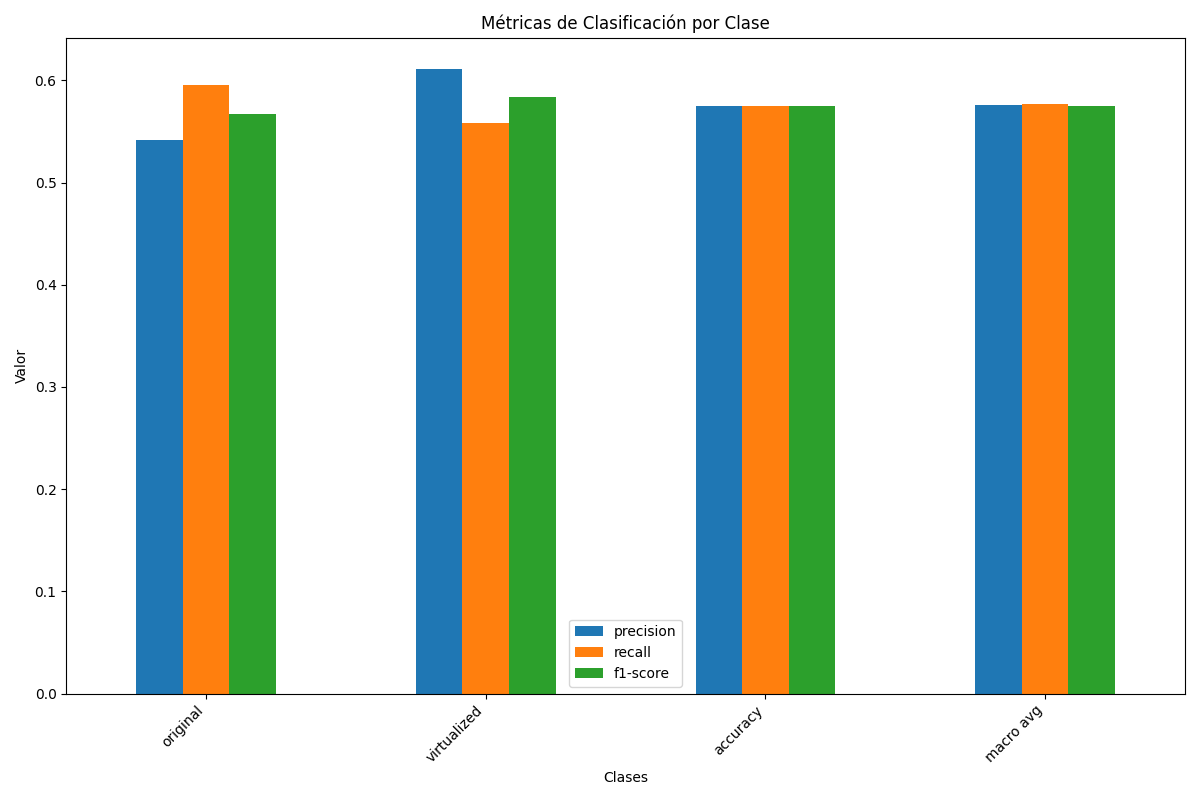 Métricas de Clasificación por Clase
Valor
0.6
0.5
0.4
0.3
0.2
0.1
0.0
precision
recall
f1-score
original
virtualized
accuracy
macro avg
Clases